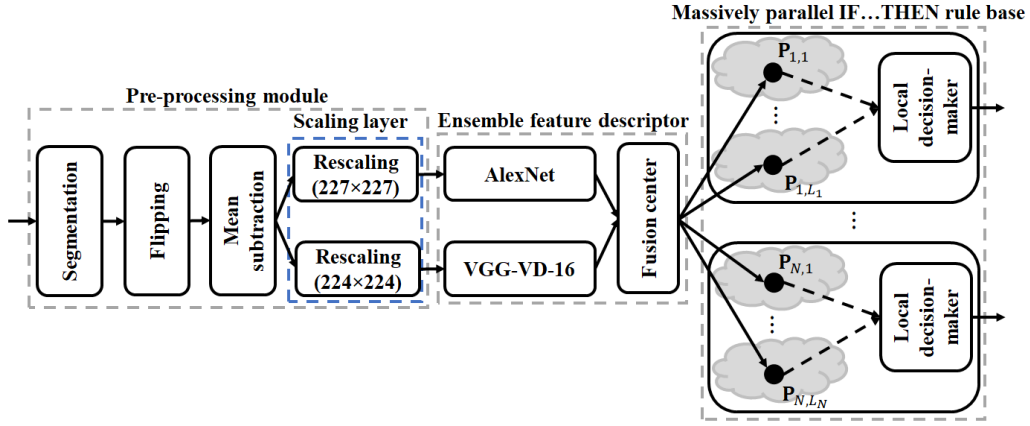 Massively parallel IF…THEN rule base
Pre-processing module
Scaling layer
Ensemble feature descriptor
Segmentation
Flipping
Mean
subtraction
Rescaling
(227×227)
Rescaling
(224×224)
AlexNet
VGG-VD-16
Fusion center
P1,1
…
P1,L1
Local
decision-
maker
…
PN,1
…
PN,LN
Local
decision-
maker